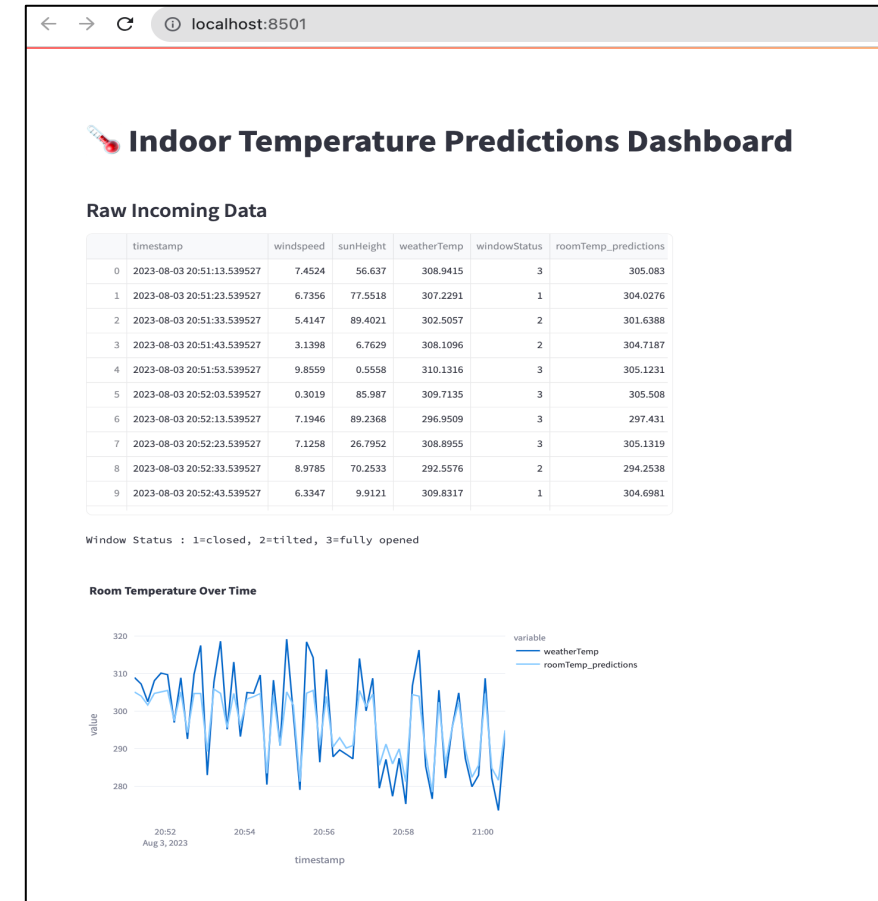 localhost:8501
Indoor Temperature Predictions Dashboard
Raw Incoming Data
timestamp windspeed sunHeight weatherTemp windowStatus roomTemp_predictions
0 2023-08-03 20:51:13.539527 7.4524 56.637 308.9415 3 305.083
1 2023-08-03 20:51:23.539527 6.7356 77.5518 307.2291 1 304.0276
2 2023-08-03 20:51:33.539527 5.4147 89.4021 302.5057 2 301.6388
3 2023-08-03 20:51:43.539527 3.1398 6.7629 308.1096 2 304.7187
4 2023-08-03 20:51:53.539527 9.8559 0.5558 310.1316 3 305.1231
5 2023-08-03 20:52:03.539527 0.3019 85.987 309.7135 3 305.508
6 2023-08-03 20:52:13.539527 7.1946 89.2368 296.9509 3 297.431
7 2023-08-03 20:52:23.539527 7.1258 26.7952 308.8955 3 305.1319
8 2023-08-03 20:52:33.539527 8.9785 70.2533 292.5576 2 294.2538
9 2023-08-03 20:52:43.539527 6.3347 9.9121 309.8317 1 304.6981
Window Status : 1=closed, 2=tilted, 3=fully opened
Room Temperature Over Time
320
310
300
290
280
value
variable
weatherTemp
roomTemp_predictions
20:52 20:54 20:56 20:58 21:00
Aug 3, 2023
timestamp